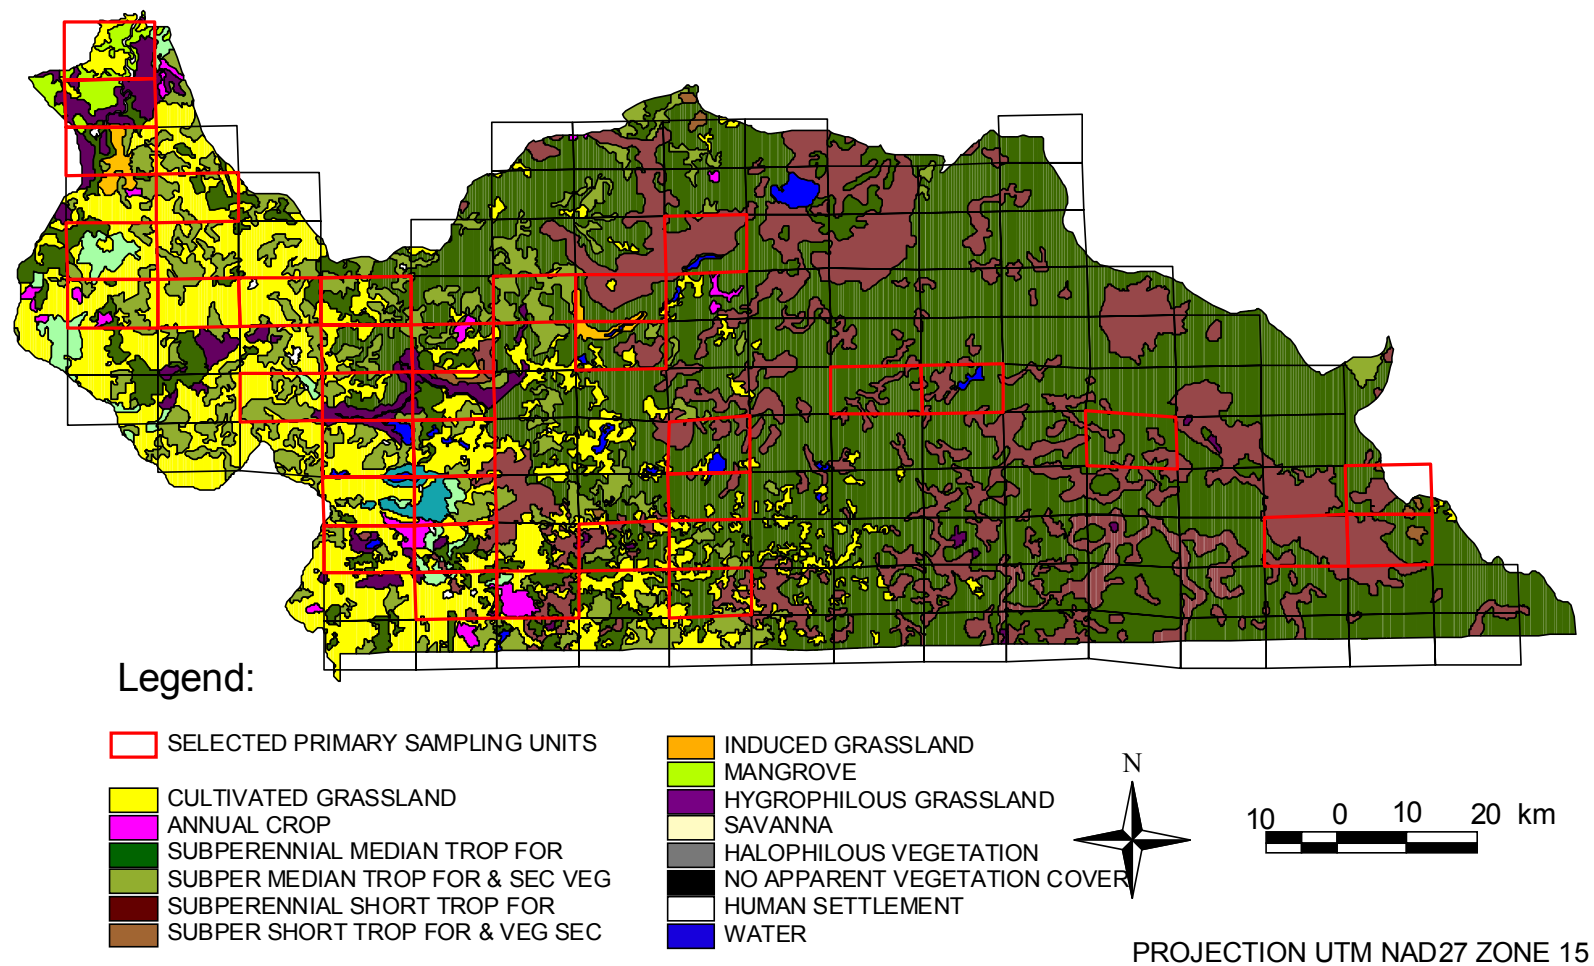 Legend:
SELECTED PRIMARY SAMPLING UNITS
CULTIVATED GRASSLAND
ANNUAL CROP
SUBPERENNIAL MEDIAN TROP FOR
SUBPER MEDIAN TROP FOR & SEC VEG
SUBPERENNIAL SHORT TROP FOR
SUBPER SHORT TROP FOR & VEG SEC
INDUCED GRASSLAND
MANGROVE
HYGROPHILOUS GRASSLAND
SAVANNA
HALOPHILOUS VEGETATION
NO APPARENT VEGETATION COVER
HUMAN SETTLEMENT
WATER
N
10 0 10 20 km
PROJECTION UTM NAD27 ZONE 15